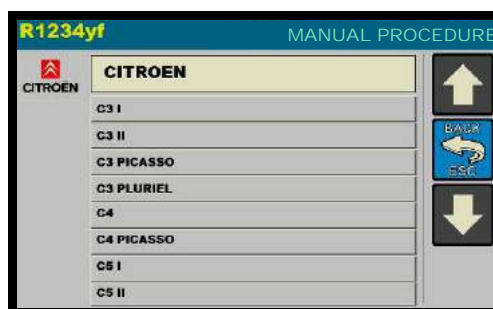 R1234yf MANUAL PROCEDURE
CITROËN
CITROEN
C3 I
C3 II
C3 PICASSO
C3 PLURIEL
C4
C4 PICASSO
C5 I
C5 II
BACK
ESC